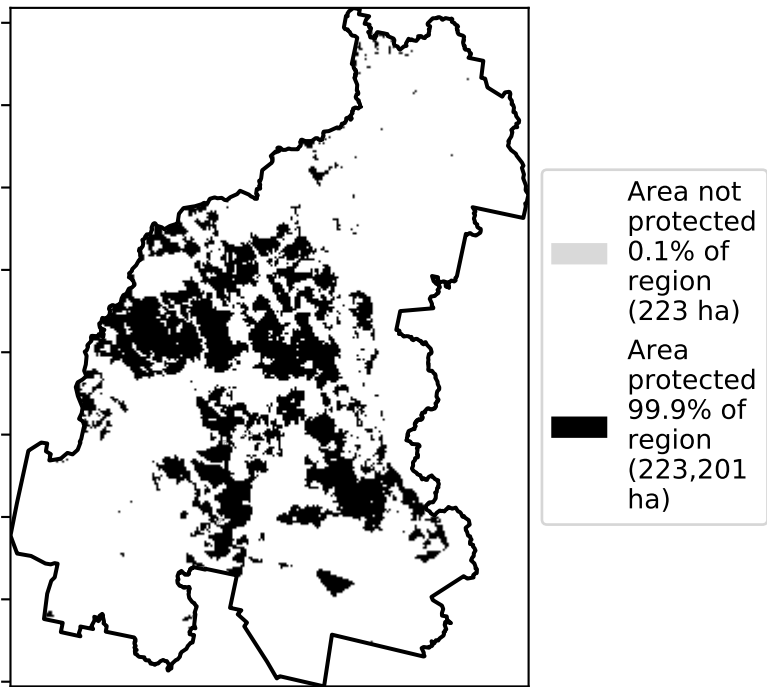 Area not
protected
0.1% of
region
(223 ha)
Area
protected
99.9% of
region
(223,201
ha)